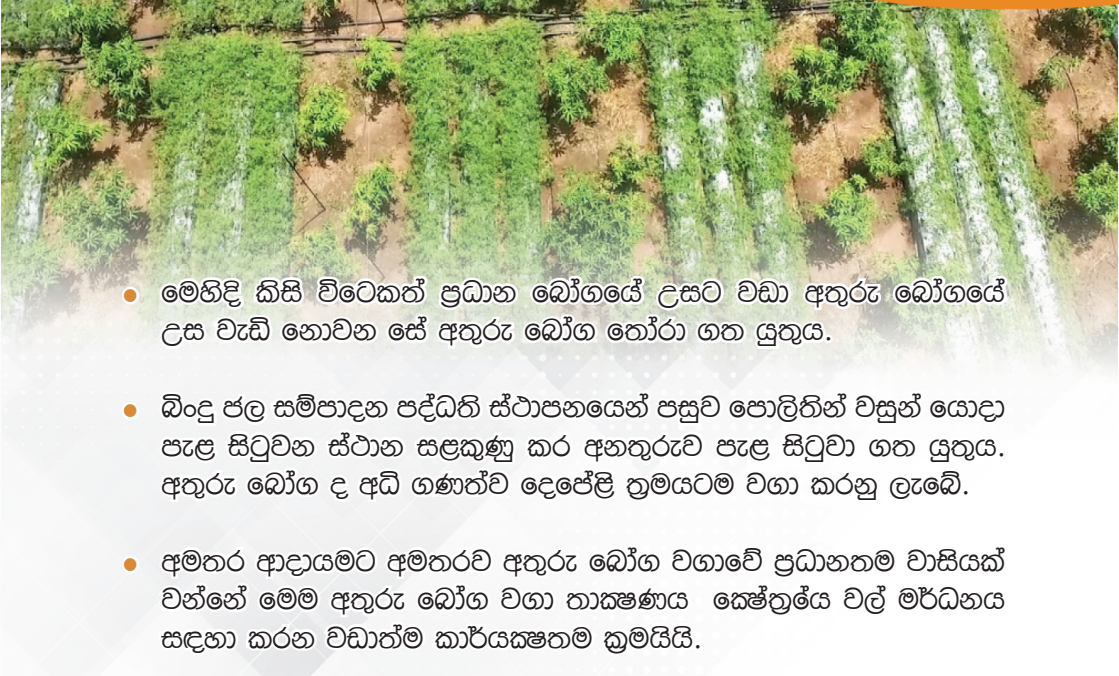 මෙහිදි කිසි විටෙකත් ප්‍රධාන බෝගයේ උසට වඩා අතුරු බෝගයේ
උස වැඩි නොවන සේ අතුරු බෝග තෝරා ගත යුතුය.
බිංදු ජල සම්පාදන පද්ධති ස්ථාපනයෙන් පසුව පොලිතින් වසුන් යොදා
පැළ සිටුවන ස්ථාන සළකුණු කර අනතුරුව පැළ සිටුවා ගත යුතුය.
අතුරු බෝග ද අධි ගණත්ව දෙපේළි ත්‍රමයටම වගා කරනු ලැබේ.
අමතර ආදායමට අමතරව අතුරු බෝග වගාවේ ප්‍රධානතම වාසියක්
වන්නේ මෙම අතුරු බෝග වගා තාක්‍ෂණය ක්‍ෂේත්‍රයේ වල් මර්ධනය
සඳහා කරන වඩාත්ම කාර්යක්‍ෂතම ක්‍රමයයි.